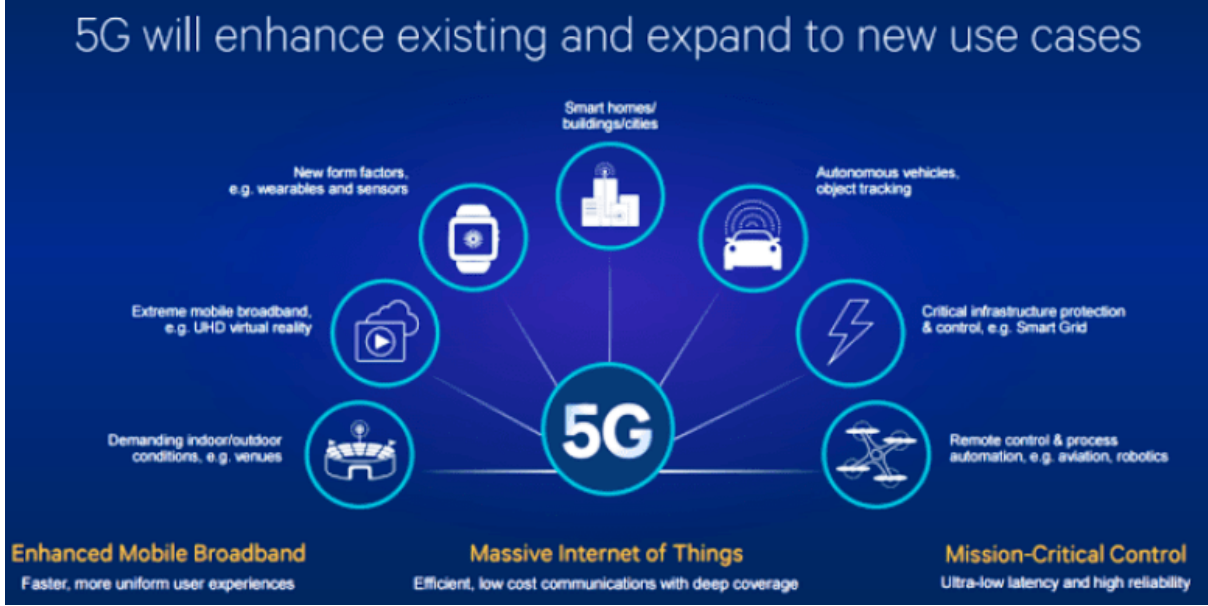 5G will enhance existing and expand to new use cases
Smart homes/
buildings/cities
New form factors,
e.g. wearables and sensors
Autonomous vehicles,
object tracking
Extreme mobile broadband,
e.g. UHD virtual reality
Critical infrastructure protection
& control, e.g. Smart Grid
5G
Demanding indoor/outdoor
conditions, e.g. venues
Remote control & process
automation, e.g. aviation, robotics
Enhanced Mobile Broadband
Faster, more uniform user experiences
Massive Internet of Things
Efficient, low cost communications with deep coverage
Mission-Critical Control
Ultra-low latency and high reliability